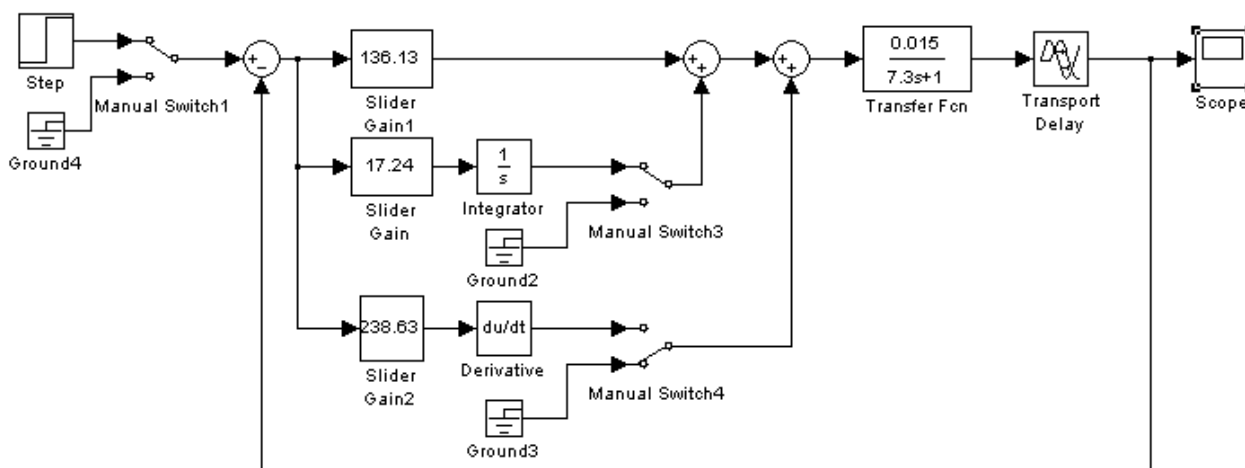 Step
Manual Switch1
Ground4
+
−
136.13
Slider
Gain1
17.24
Slider
Gain
1
s
Integrator
Ground2
Manual Switch3
238.63
Slider
Gain2
du/dt
Derivative
Ground3
Manual Switch4
+
+
+
+
0.015
7.3s+1
Transfer Fcn
Transport
Delay
Scope